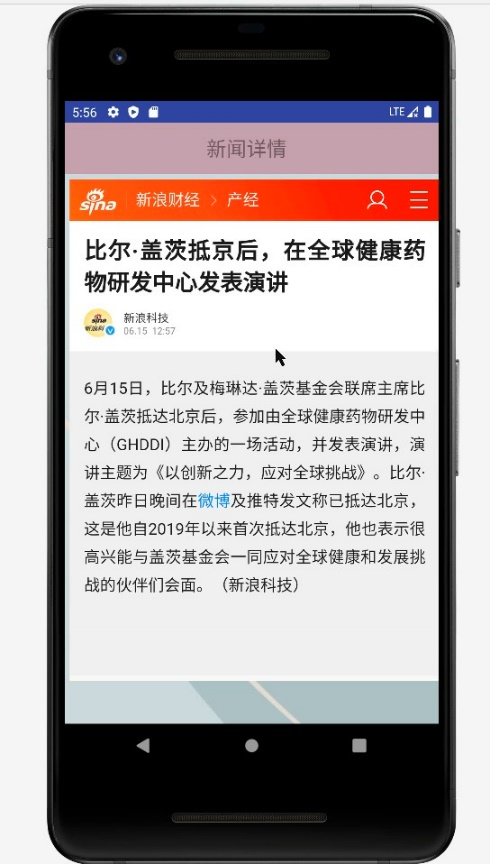 5:56
LTE
新闻详情
sina 新浪财经 > 产经
比尔·盖茨抵京后，在全球健康药
物研发中心发表演讲
新浪科技
06.15 12:57
6月15日，比尔及梅琳达·盖茨基金会联席主席比
尔·盖茨抵达北京后，参加由全球健康药物研发中
心（GHDDI）主办的一场活动，并发表演讲，演
讲主题为《以创新之力，应对全球挑战》。比尔·
盖茨昨日晚间在微博及推特发文称已抵达北京，
这是他自2019年以来首次抵达北京，他也表示很
高兴能与盖茨基金会一同应对全球健康和发展挑
战的伙伴们会面。（新浪科技）